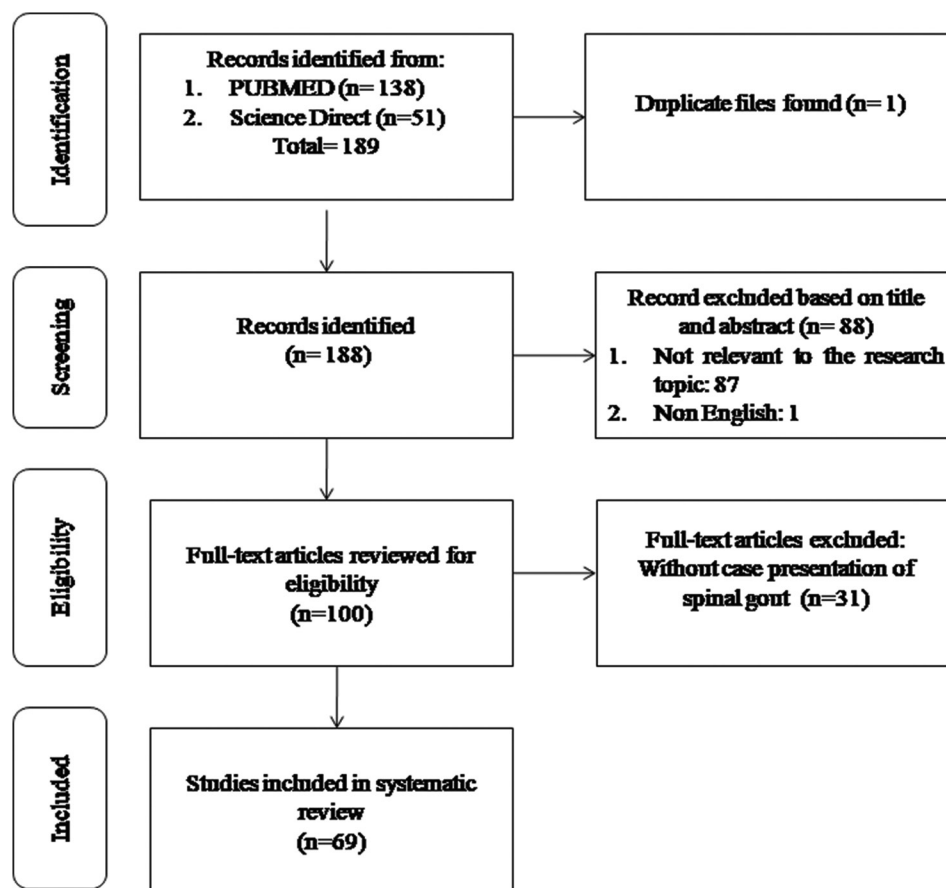 Identification
Records identified from:
1. PUBMED (n= 138)
2. Science Direct (n=51)
Total= 189
Duplicate files found (n= 1)
Screening
Records identified
(n= 188)
Record excluded based on title
and abstract (n= 88)
1. Not relevant to the research
topic: 87
2. Non English: 1
Eligibility
Full-text articles reviewed for
eligibility
(n=100)
Full-text articles excluded:
Without case presentation of
spinal gout (n=31)
Included
Studies included in systematic
review
(n=69)